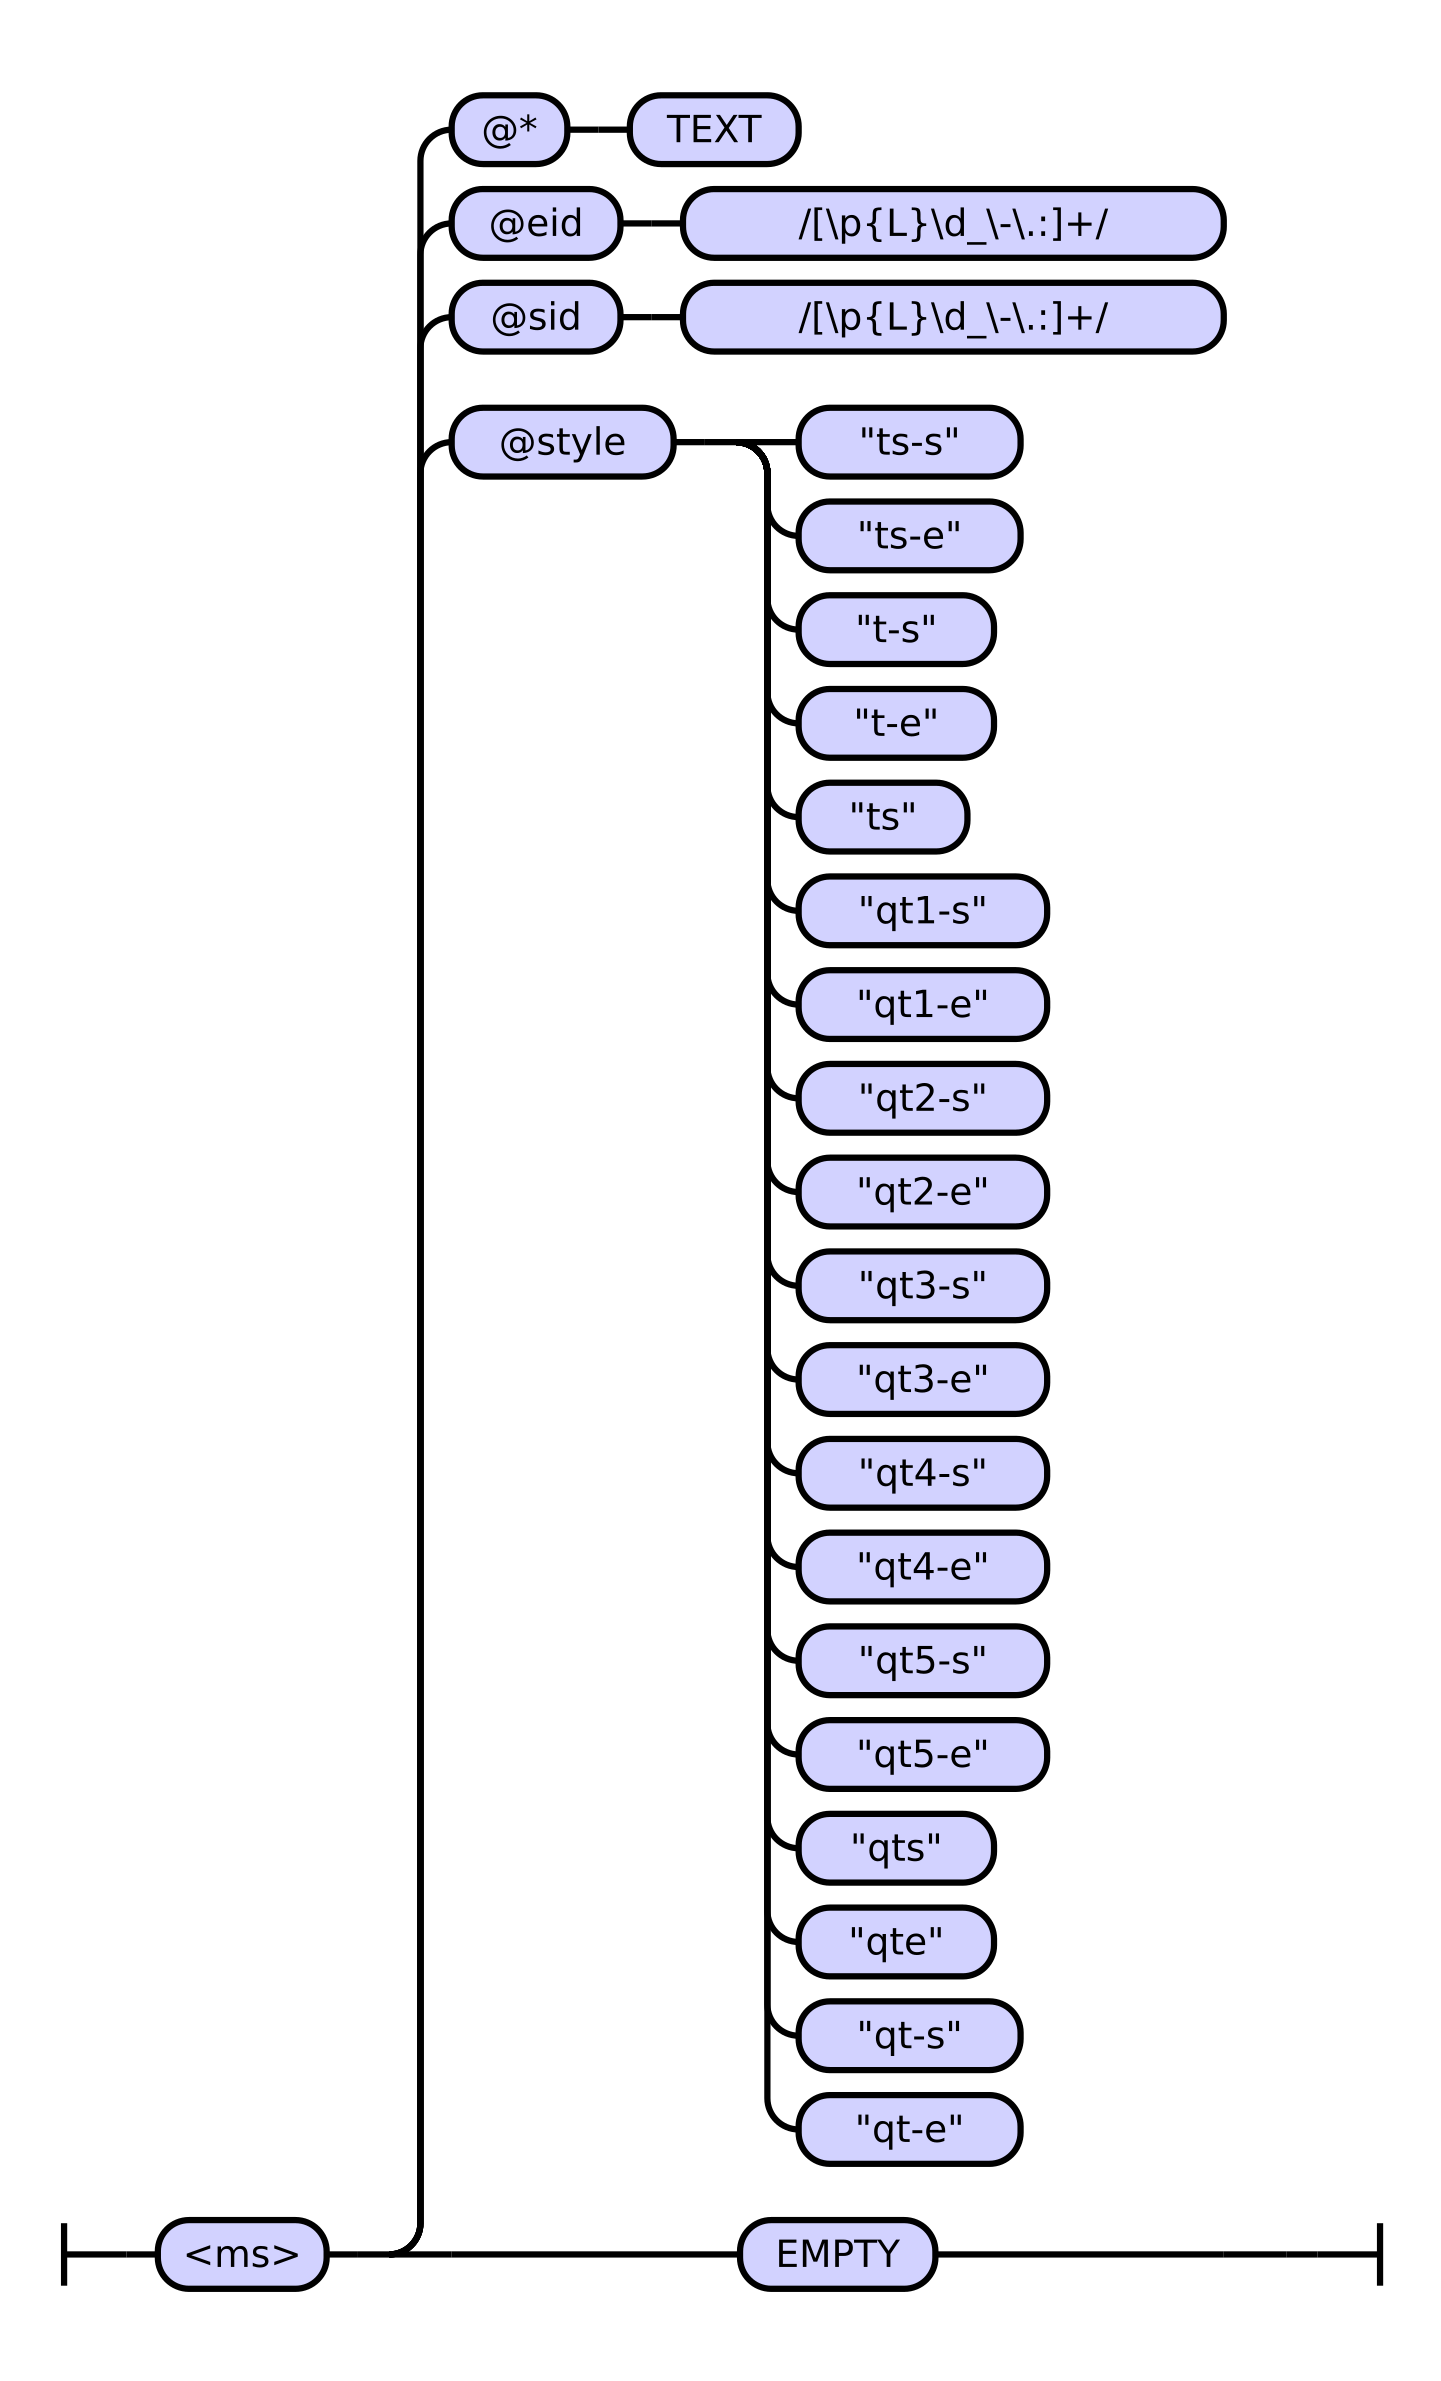 @* TEXT
@eid /[\p{L}\d_\-\.:]+/
@sid /[\p{L}\d_\-\.:]+/
@style "ts-s"
"ts-e"
"t-s"
"t-e"
"ts"
"qt1-s"
"qt1-e"
"qt2-s"
"qt2-e"
"qt3-s"
"qt3-e"
"qt4-s"
"qt4-e"
"qt5-s"
"qt5-e"
"qts"
"qte"
"qt-s"
"qt-e"
<ms> EMPTY